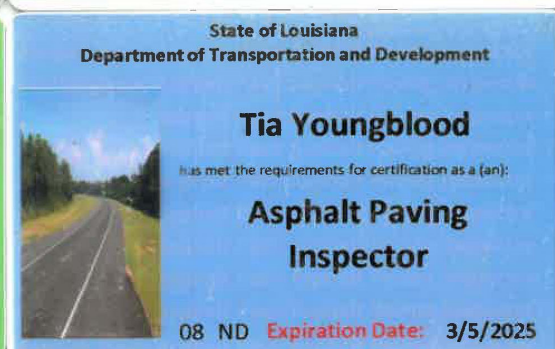 State of Louisiana
Department of Transportation and Development
Tia Youngblood
has met the requirements for certification as a (an):
Asphalt Paving
Inspector
08 ND Expiration Date: 3/5/2025